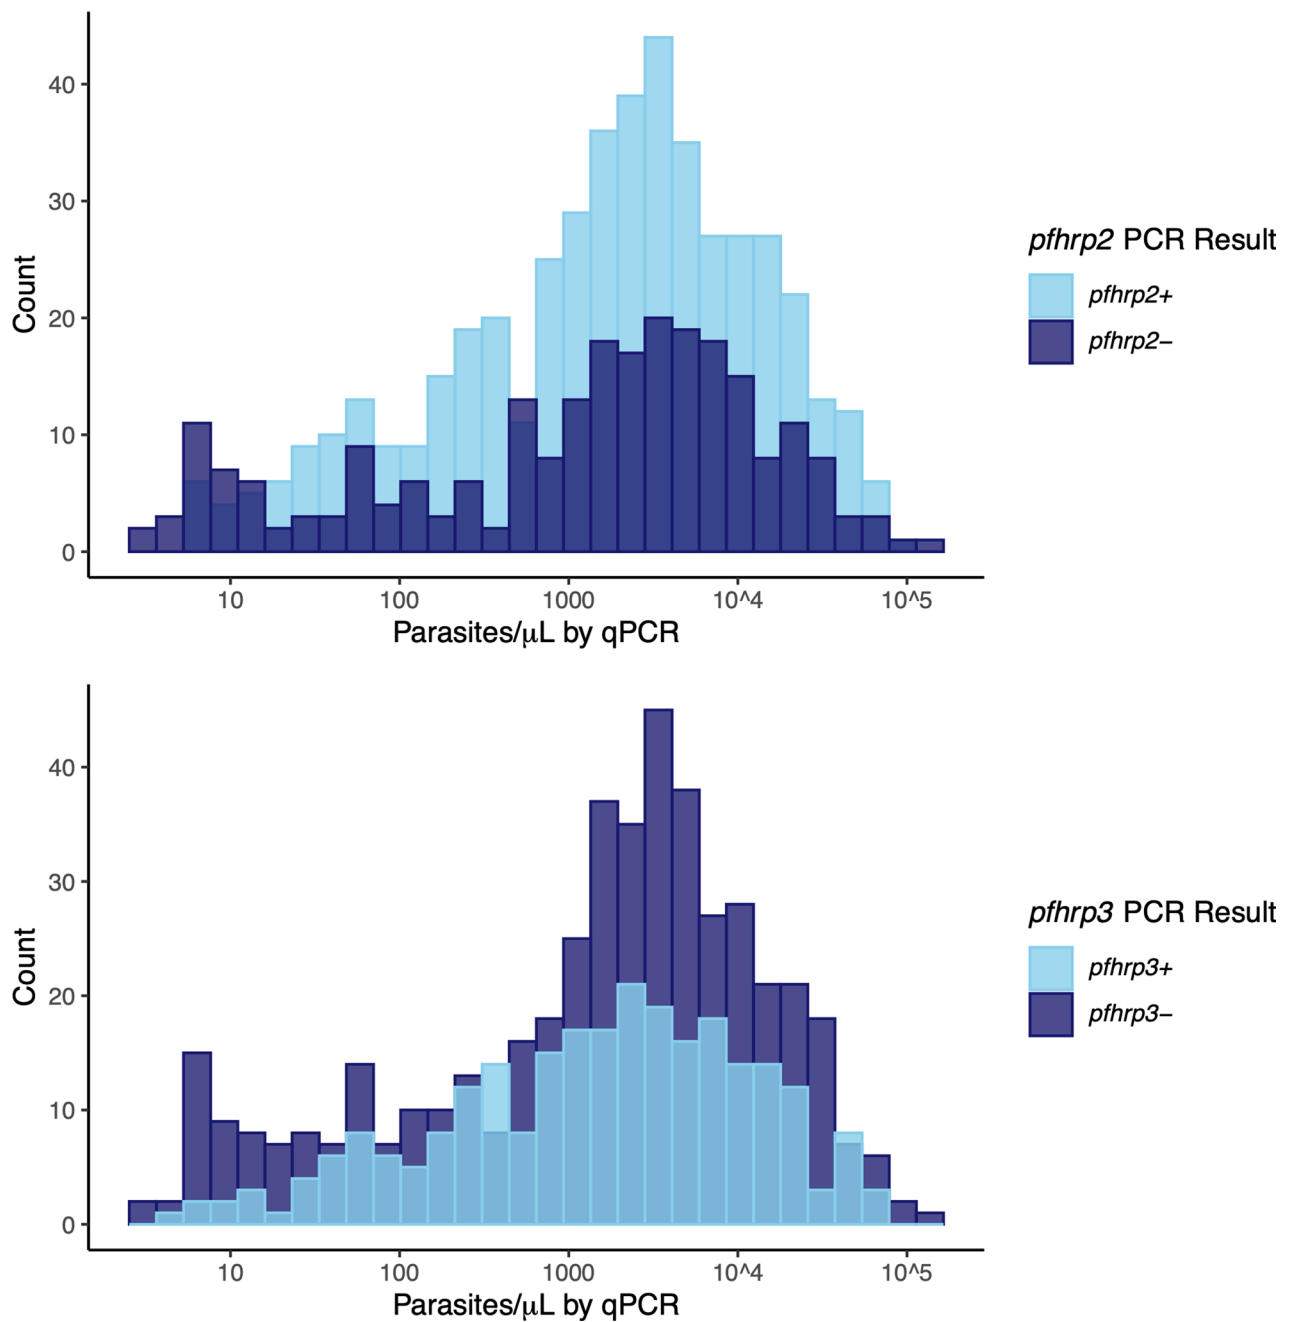 40
30
20
10
0
Count
10 100 1000 10^4 10^5
Parasites/μL by qPCR
pfhrp2 PCR Result
pfhrp2+
pfhrp2−
40
30
20
10
0
Count
10 100 1000 10^4 10^5
Parasites/μL by qPCR
pfhrp3 PCR Result
pfhrp3+
pfhrp3−